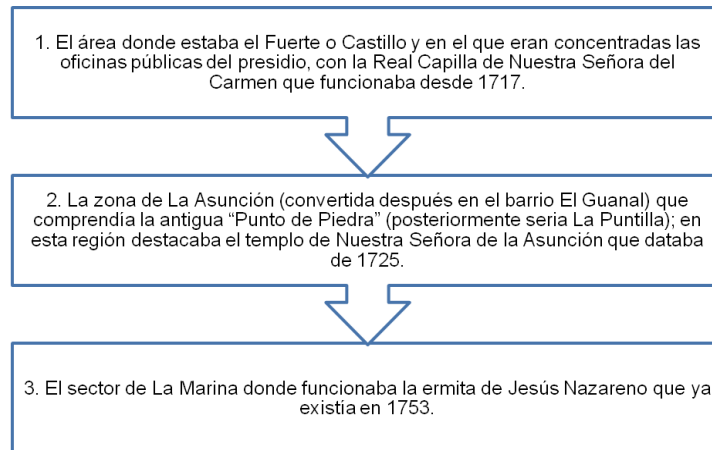 1. El área donde estaba el Fuerte o Castillo y en el que eran concentradas las
oficinas públicas del presidio, con la Real Capilla de Nuestra Señora del
Carmen que funcionaba desde 1717.
2. La zona de La Asunción (convertida después en el barrio El Guanal) que
comprendía la antigua “Punto de Piedra” (posteriormente seria La Puntilla); en
esta región destacaba el templo de Nuestra Señora de la Asunción que databa
de 1725.
3. El sector de La Marina donde funcionaba la ermita de Jesús Nazareno que ya
existía en 1753.